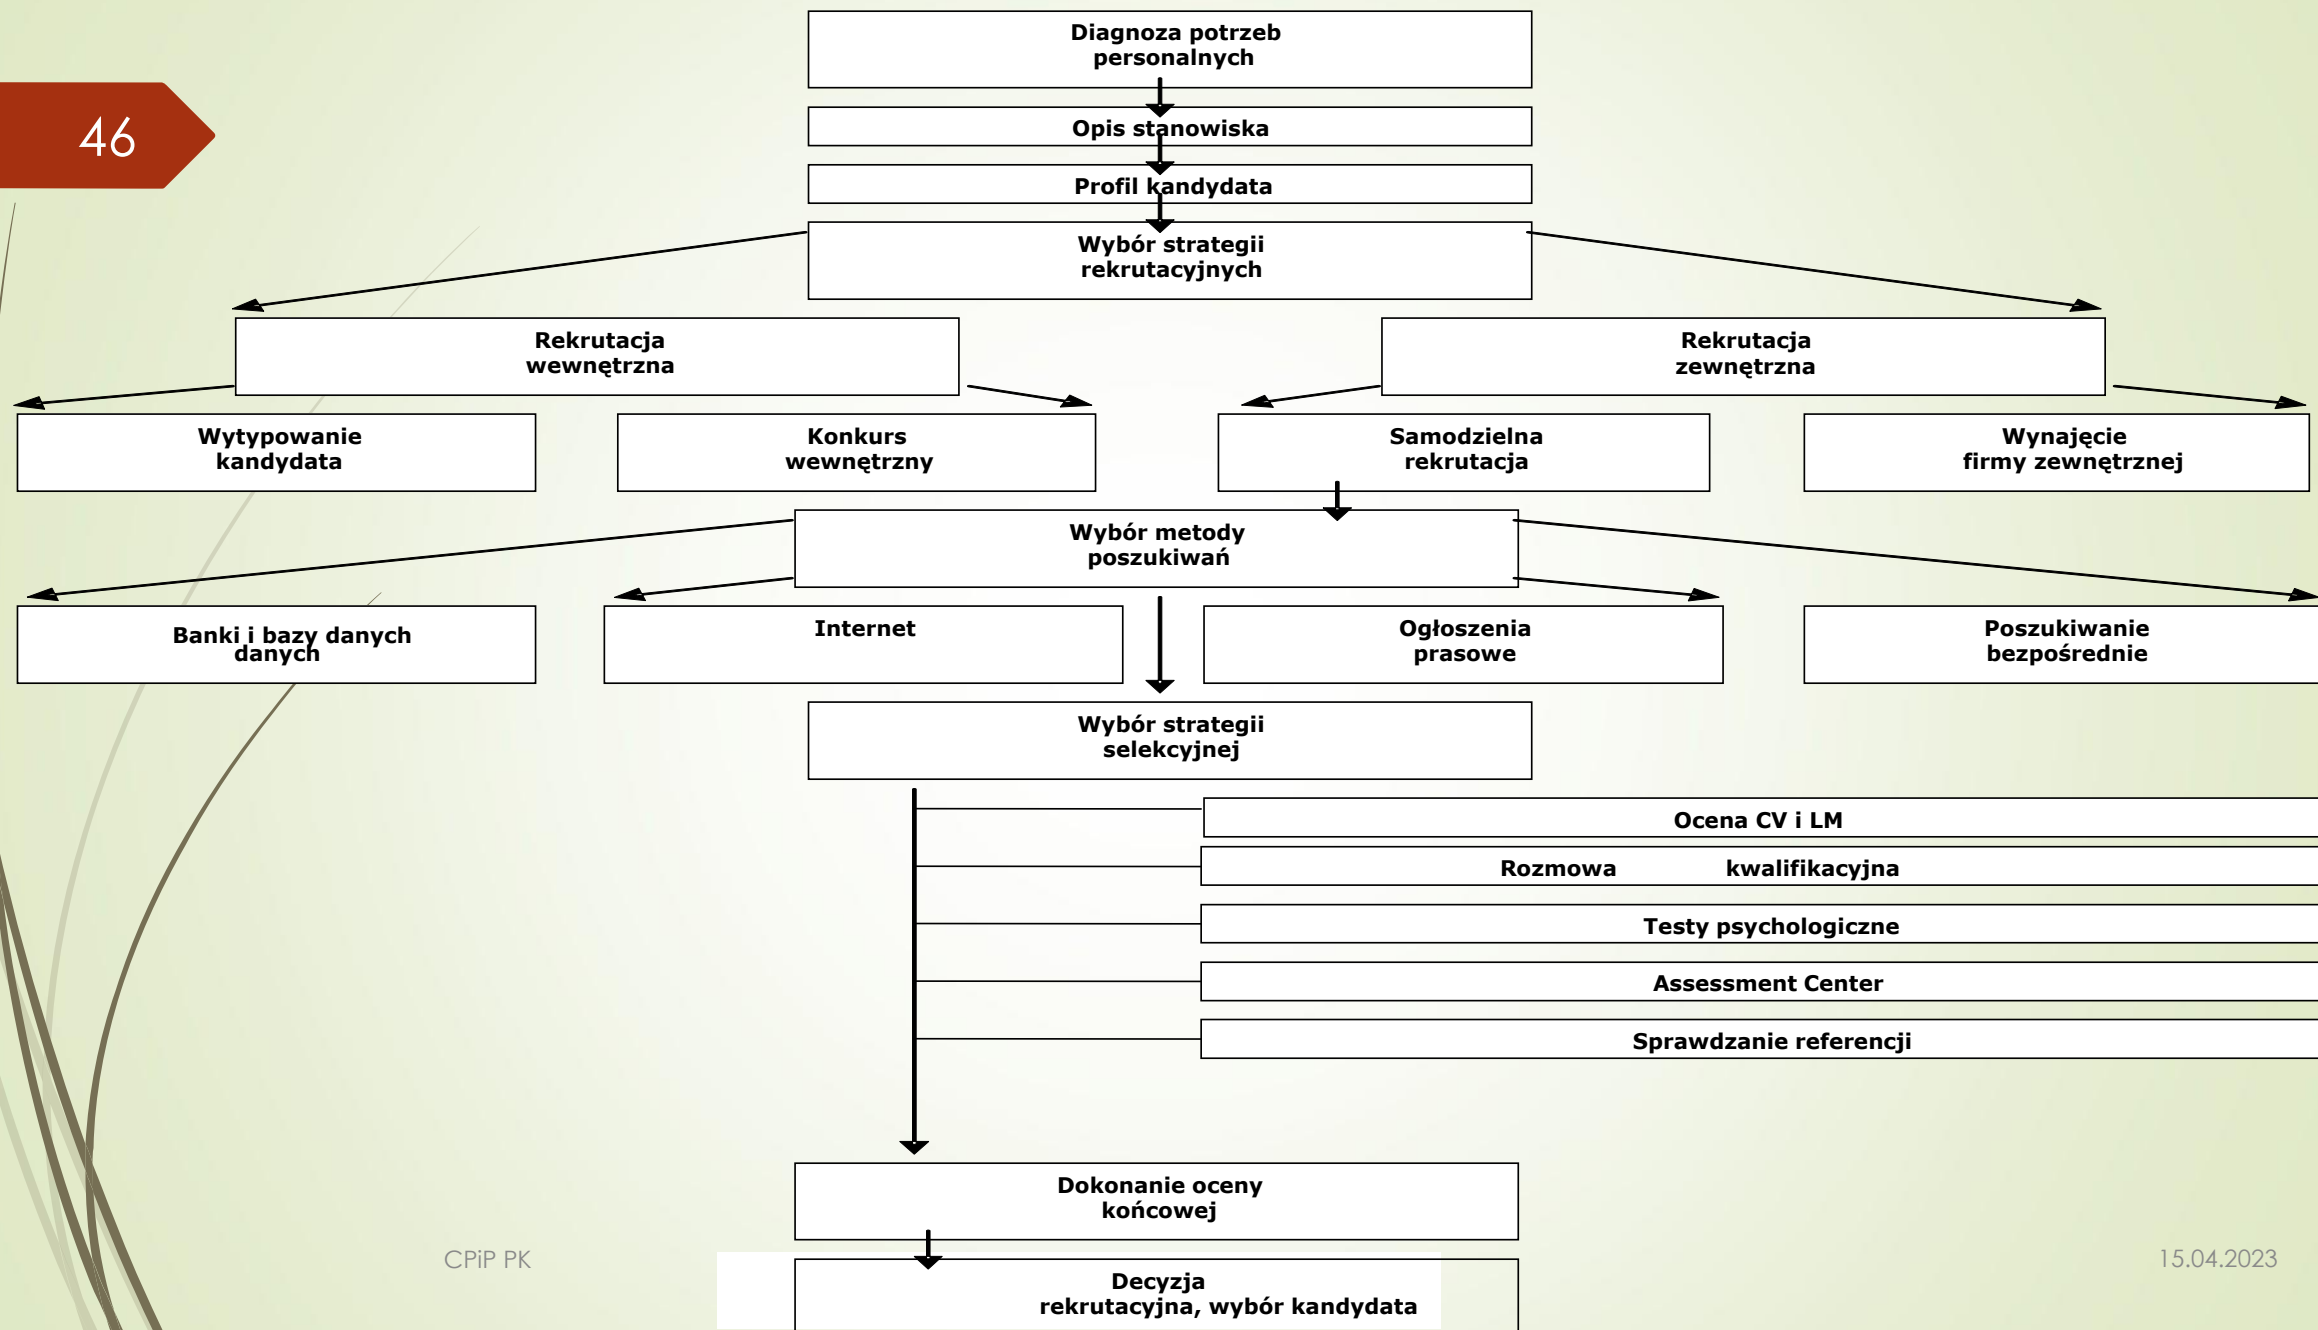 46
Diagnoza potrzeb
personalnych
Opis stanowiska
Profil kandydata
Wybór strategii
rekrutacyjnych
Rekrutacja
wewnętrzna
Rekrutacja
zewnętrzna
Wytypowanie
kandydata
Konkurs
wewnętrzny
Samodzielna
rekrutacja
Wynajęcie
firmy zewnętrznej
Wybór metody
poszukiwań
Banki i bazy danych
danych
Internet
Ogłoszenia
prasowe
Poszukiwanie
bezpośrednie
Wybór strategii
selekcyjnej
Ocena CV i LM
Rozmowa kwalifikacyjna
Testy psychologiczne
Assessment Center
Sprawdzanie referencji
Dokonanie oceny
końcowej
Decyzja
rekrutacyjna, wybór kandydata
CPiP PK
15.04.2023